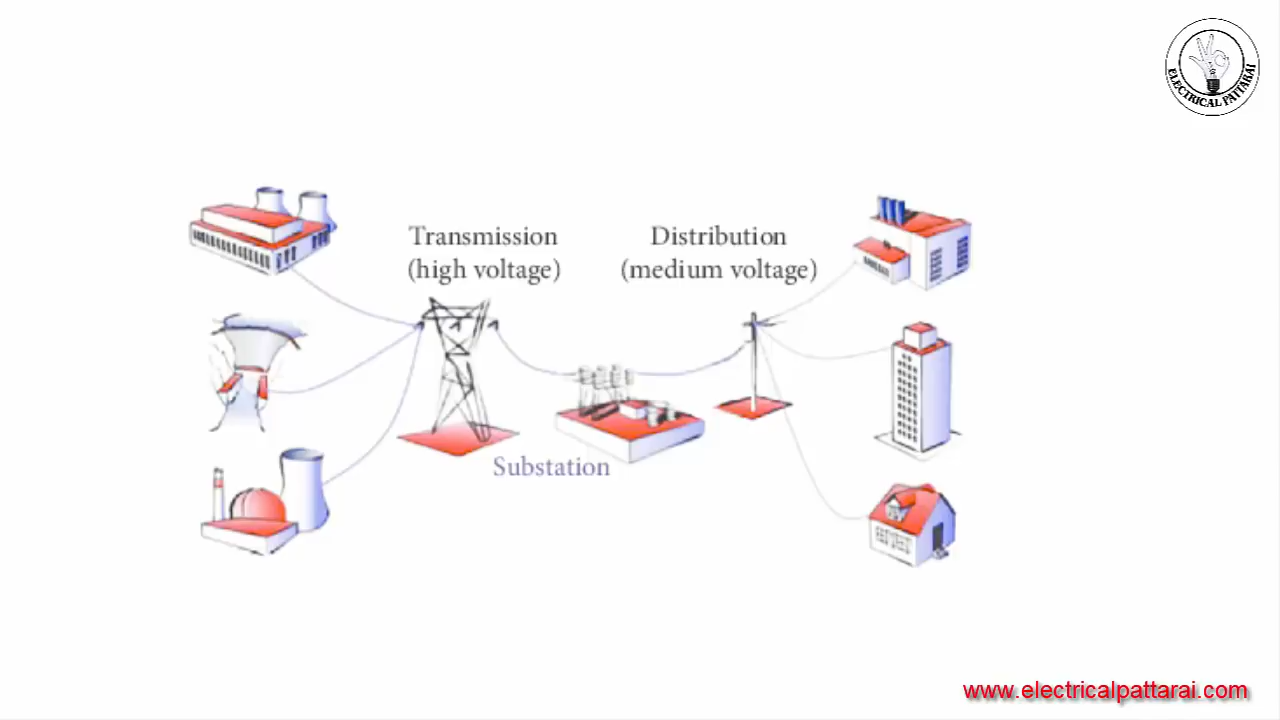 ELECTRICAL PATTARAI
Transmission
(high voltage)
Distribution
(medium voltage)
Substation
www.electricalpattarai.com